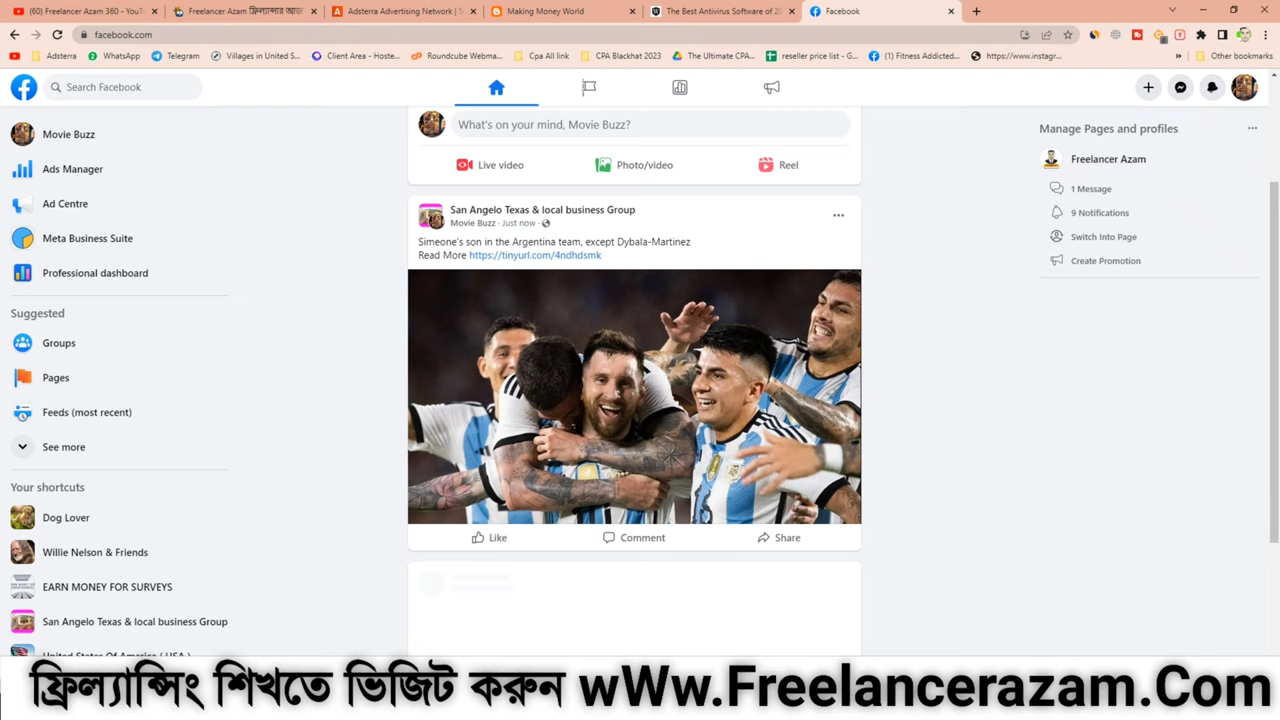 (60) Freelancer Azam 360 - YouT
Freelancer Azam ফ্রিল্যান্সার আজা
Adsterra Advertising Network | S
Making Money World
The Best Antivirus Software of 20
Facebook
facebook.com
Adsterra
WhatsApp
Telegram
Villages in United S...
Client Area - Hoste...
Roundcube Webma...
Cpa All link
CPA Blackhat 2023
The Ultimate CPA...
reseller price list - G...
(1) Fitness Addicted...
https://www.instagr...
»
Other bookmarks
Search Facebook
Movie Buzz
Ads Manager
Ad Centre
Meta Business Suite
Professional dashboard
Suggested
Groups
Pages
Feeds (most recent)
See more
Your shortcuts
Dog Lover
Willie Nelson & Friends
EARN MONEY FOR SURVEYS
San Angelo Texas & local business Group
United States Of America ( USA )
What's on your mind, Movie Buzz?
Live video
Photo/video
Reel
San Angelo Texas & local business Group
Movie Buzz · Just now ·
Simeone's son in the Argentina team, except Dybala-Martinez
Read More https://tinyurl.com/4ndhdsmk
Like
Comment
Share
Manage Pages and profiles
Freelancer Azam
1 Message
9 Notifications
Switch Into Page
Create Promotion
ফ্রিল্যান্সিং শিখতে ভিজিট করুন wWw.Freelancerazam.Com